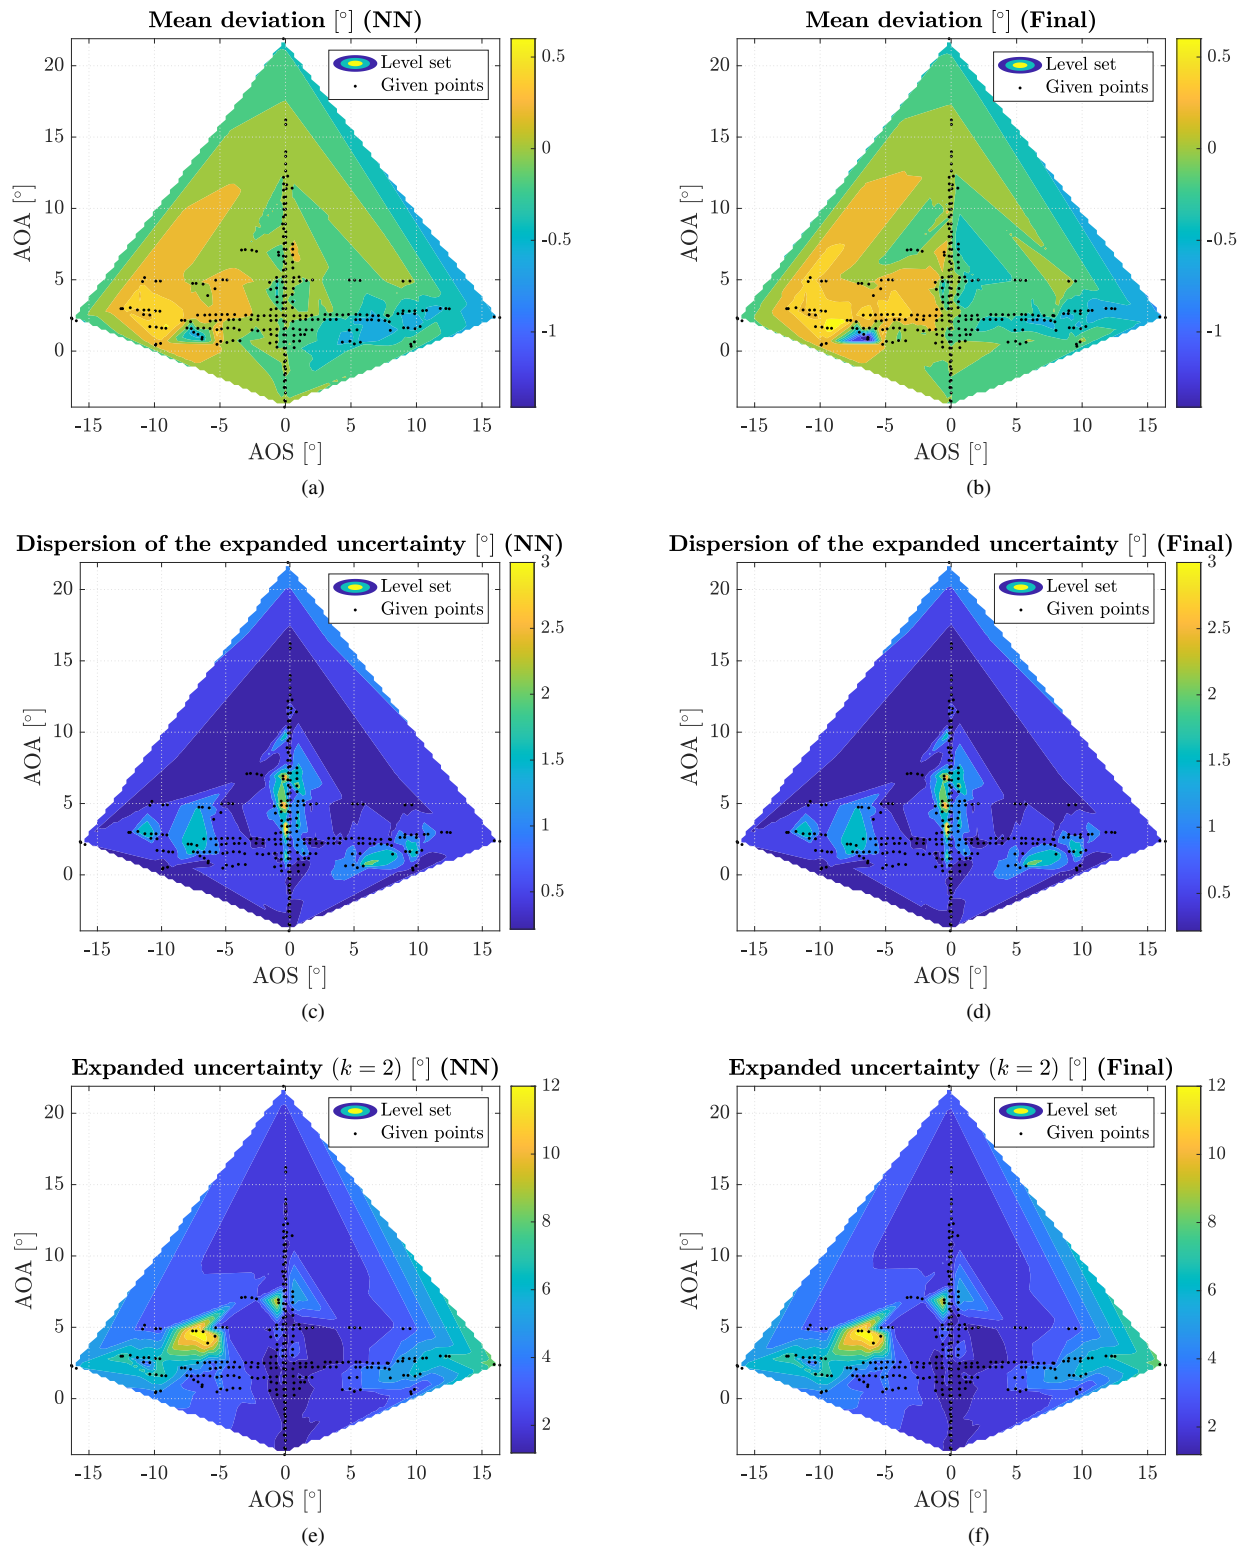 Mean deviation [°] (NN)
Level set
Given points
20
15
10
5
0
AOA [°]
-15 -10 -5 0 5 10 15
AOS [°]
0.5
0
-0.5
-1
(a)
Mean deviation [°] (Final)
Level set
Given points
20
15
10
5
0
AOA [°]
-15 -10 -5 0 5 10 15
AOS [°]
0.5
0
-0.5
-1
(b)
Dispersion of the expanded uncertainty [°] (NN)
Level set
Given points
20
15
10
5
0
AOA [°]
-15 -10 -5 0 5 10 15
AOS [°]
3
2.5
2
1.5
1
0.5
(c)
Dispersion of the expanded uncertainty [°] (Final)
Level set
Given points
20
15
10
5
0
AOA [°]
-15 -10 -5 0 5 10 15
AOS [°]
3
2.5
2
1.5
1
0.5
(d)
Expanded uncertainty (k = 2) [°] (NN)
Level set
Given points
20
15
10
5
0
AOA [°]
-15 -10 -5 0 5 10 15
AOS [°]
12
10
8
6
4
2
(e)
Expanded uncertainty (k = 2) [°] (Final)
Level set
Given points
20
15
10
5
0
AOA [°]
-15 -10 -5 0 5 10 15
AOS [°]
12
10
8
6
4
2
(f)